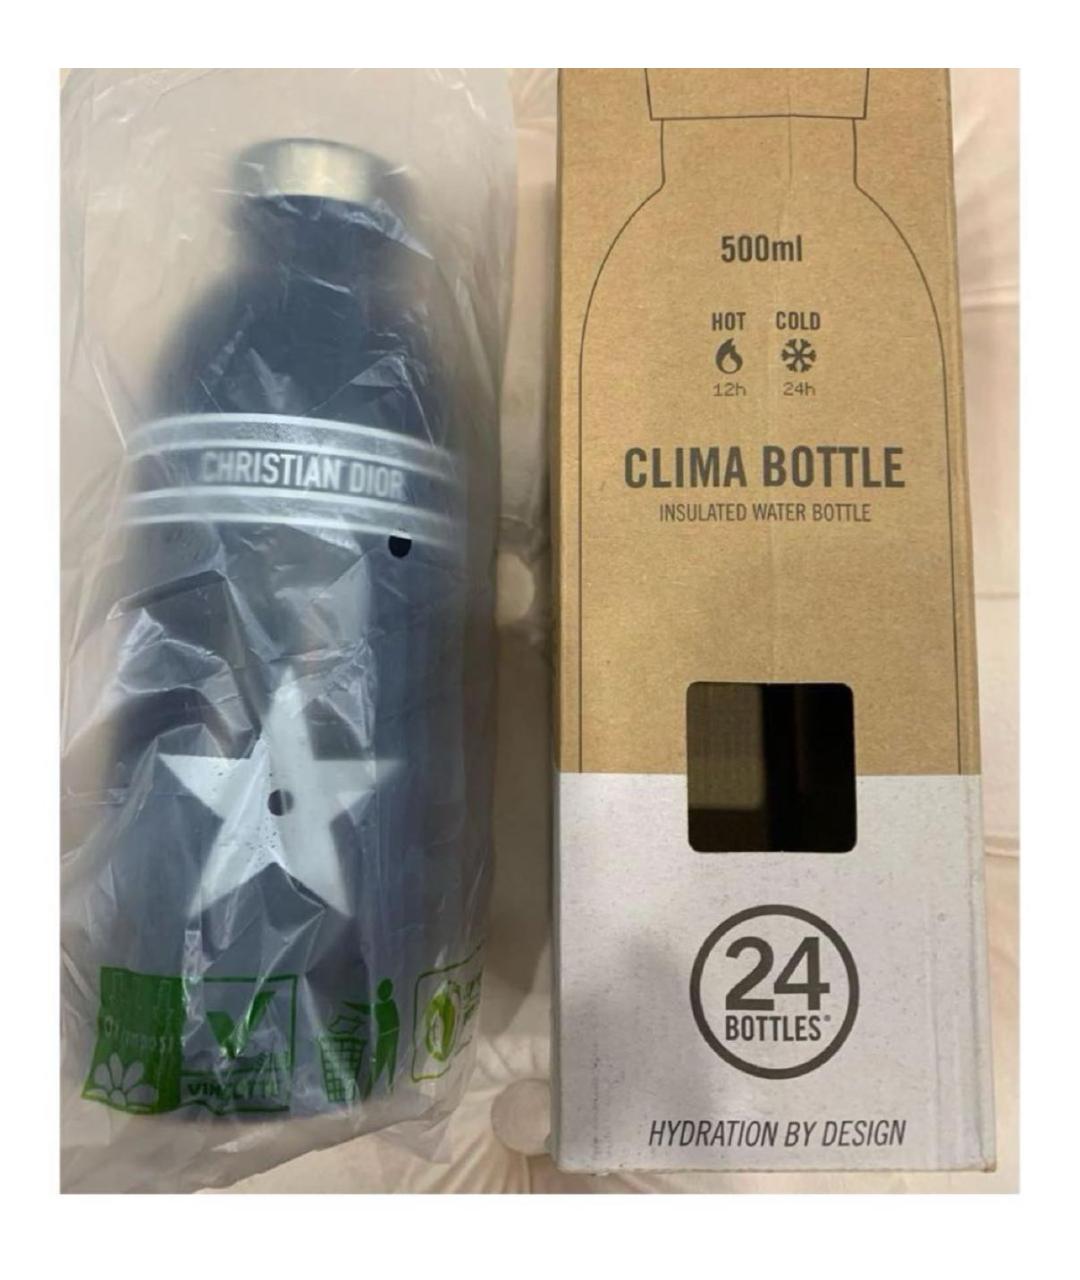 CHRISTIAN DIOR
500ml
HOT COLD
12h 24h
CLIMA BOTTLE
INSULATED WATER BOTTLE
24
BOTTLES®
HYDRATION BY DESIGN